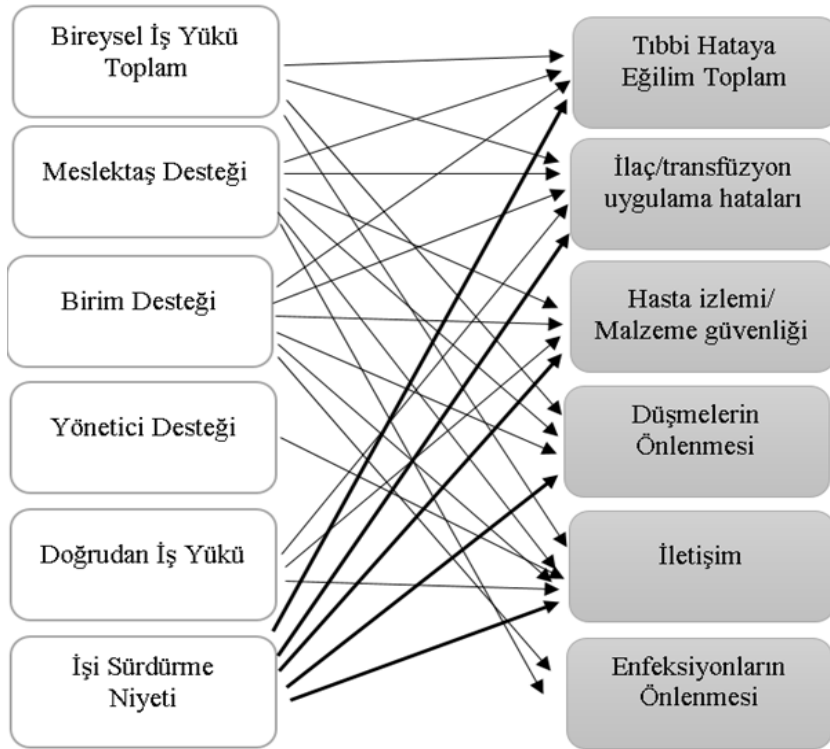 Bireysel İş Yükü
Toplam
Meslektaş Desteği
Birim Desteği
Yönetici Desteği
Doğrudan İş Yükü
İşi Sürdürme
Niyeti
Tıbbi Hataya
Eğilim Toplam
İlaç/transfüzyon
uygulama hataları
Hasta izlemi/
Malzeme güvenliği
Düşmelerin
Önlenmesi
İletişim
Enfeksiyonların
Önlenmesi